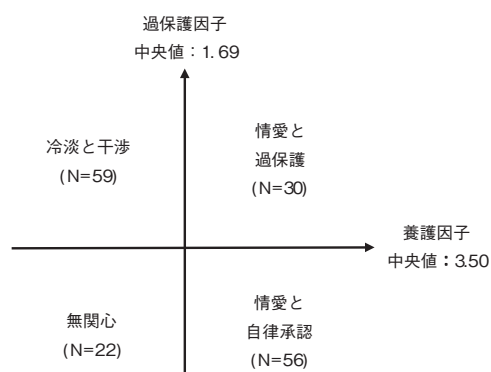 過保護因子
中央値：1.69
冷淡と干渉
(N=59)
情愛と
過保護
(N=30)
養護因子
中央値：3.50
無関心
(N=22)
情愛と
自律承認
(N=56)